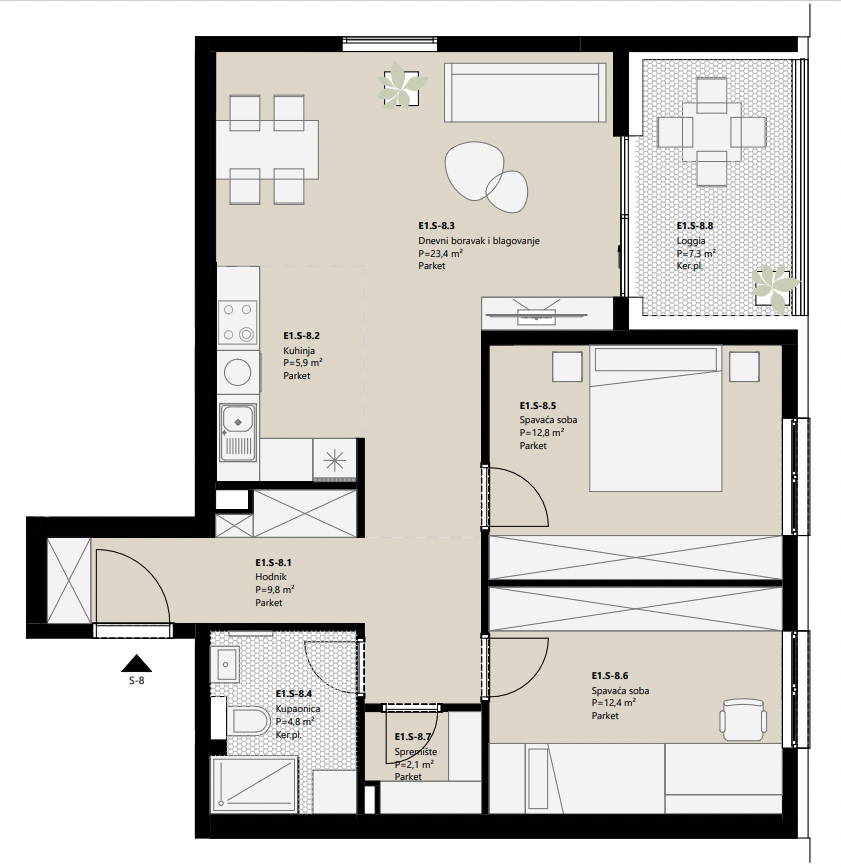 E1.S-8.3
Dnevni boravak i blagovanje
P=23,4 m²
Parket
E1.S-8.8
Loggia
P=7,3 m²
Ker.pl.
E1.S-8.2
Kuhinja
P=5,9 m²
Parket
E1.S-8.5
Spavaća soba
P=12,8 m²
Parket
E1.S-8.1
Hodnik
P=9,8 m²
Parket
S-8
E1.S-8.4
Kupaonica
P=4,8 m²
Ker.pl.
E1.S-8.6
Spavaća soba
P=12,4 m²
Parket
E1.S-8.7
Spremište
P=2,1 m²
Parket